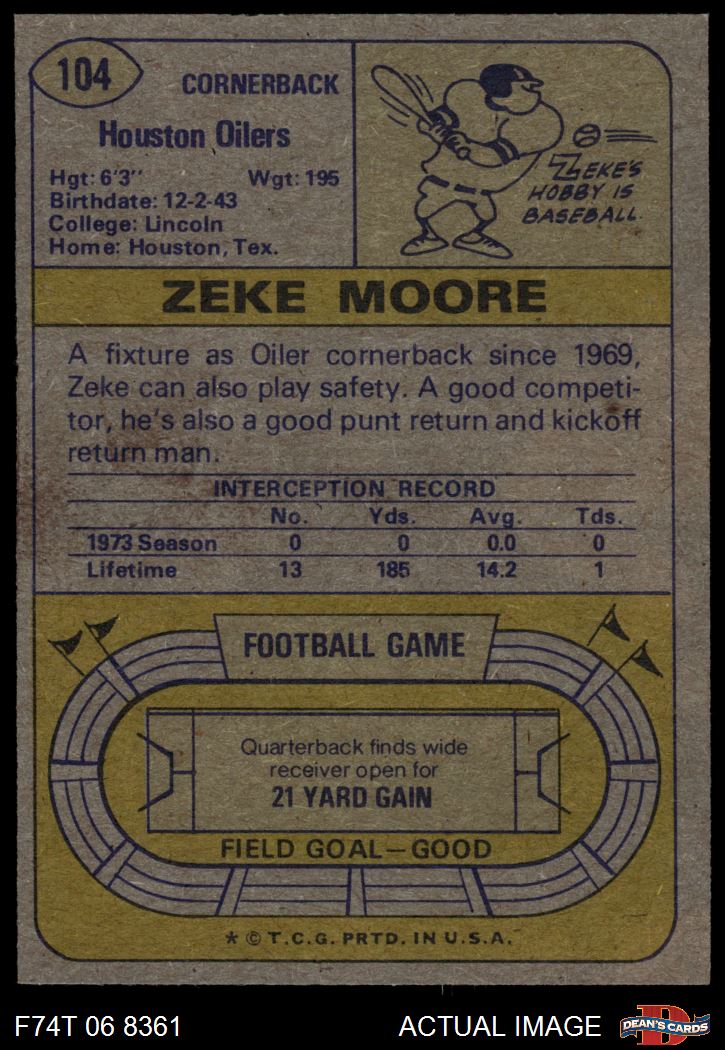 104
CORNERBACK
Houston Oilers
Hgt: 6'3" Wgt: 195
Birthdate: 12-2-43
College: Lincoln
Home: Houston, Tex.
ZEKE'S
HOBBY IS
BASEBALL.
ZEKE MOORE
A fixture as Oiler cornerback since 1969,
Zeke can also play safety. A good competi-
tor, he's also a good punt return and kickoff
return man.
INTERCEPTION RECORD
No. Yds. Avg. Tds.
1973 Season 0 0 0.0 0
Lifetime 13 185 14.2 1
FOOTBALL GAME
Quarterback finds wide
receiver open for
21 YARD GAIN
FIELD GOAL—GOOD
* © T.C.G. PRTD. IN U.S.A.
F74T 06 8361
ACTUAL IMAGE
D
DEAN'S CARDS